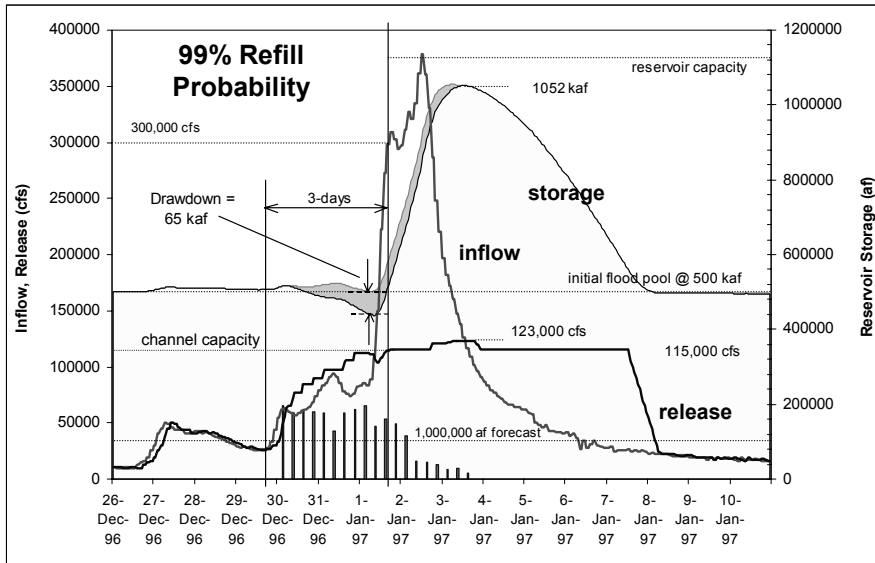 99% Refill
Probability
400000
350000
300000
250000
200000
150000
100000
50000
0
Inflow, Release (cfs)
1200000
1000000
800000
600000
400000
200000
0
Reservoir Storage (af)
reservoir capacity
1052 kaf
300,000 cfs
Drawdown =
65 kaf
3-days
storage
inflow
initial flood pool @ 500 kaf
channel capacity
123,000 cfs
115,000 cfs
release
1,000,000 af forecast
26-
Dec-
96
27-
Dec-
96
28-
Dec-
96
29-
Dec-
96
30-
Dec-
96
31-
Dec-
96
1-
Jan-
97
2-
Jan-
97
3-
Jan-
97
4-
Jan-
97
5-
Jan-
97
6-
Jan-
97
7-
Jan-
97
8-
Jan-
97
9-
Jan-
97
10-
Jan-
97